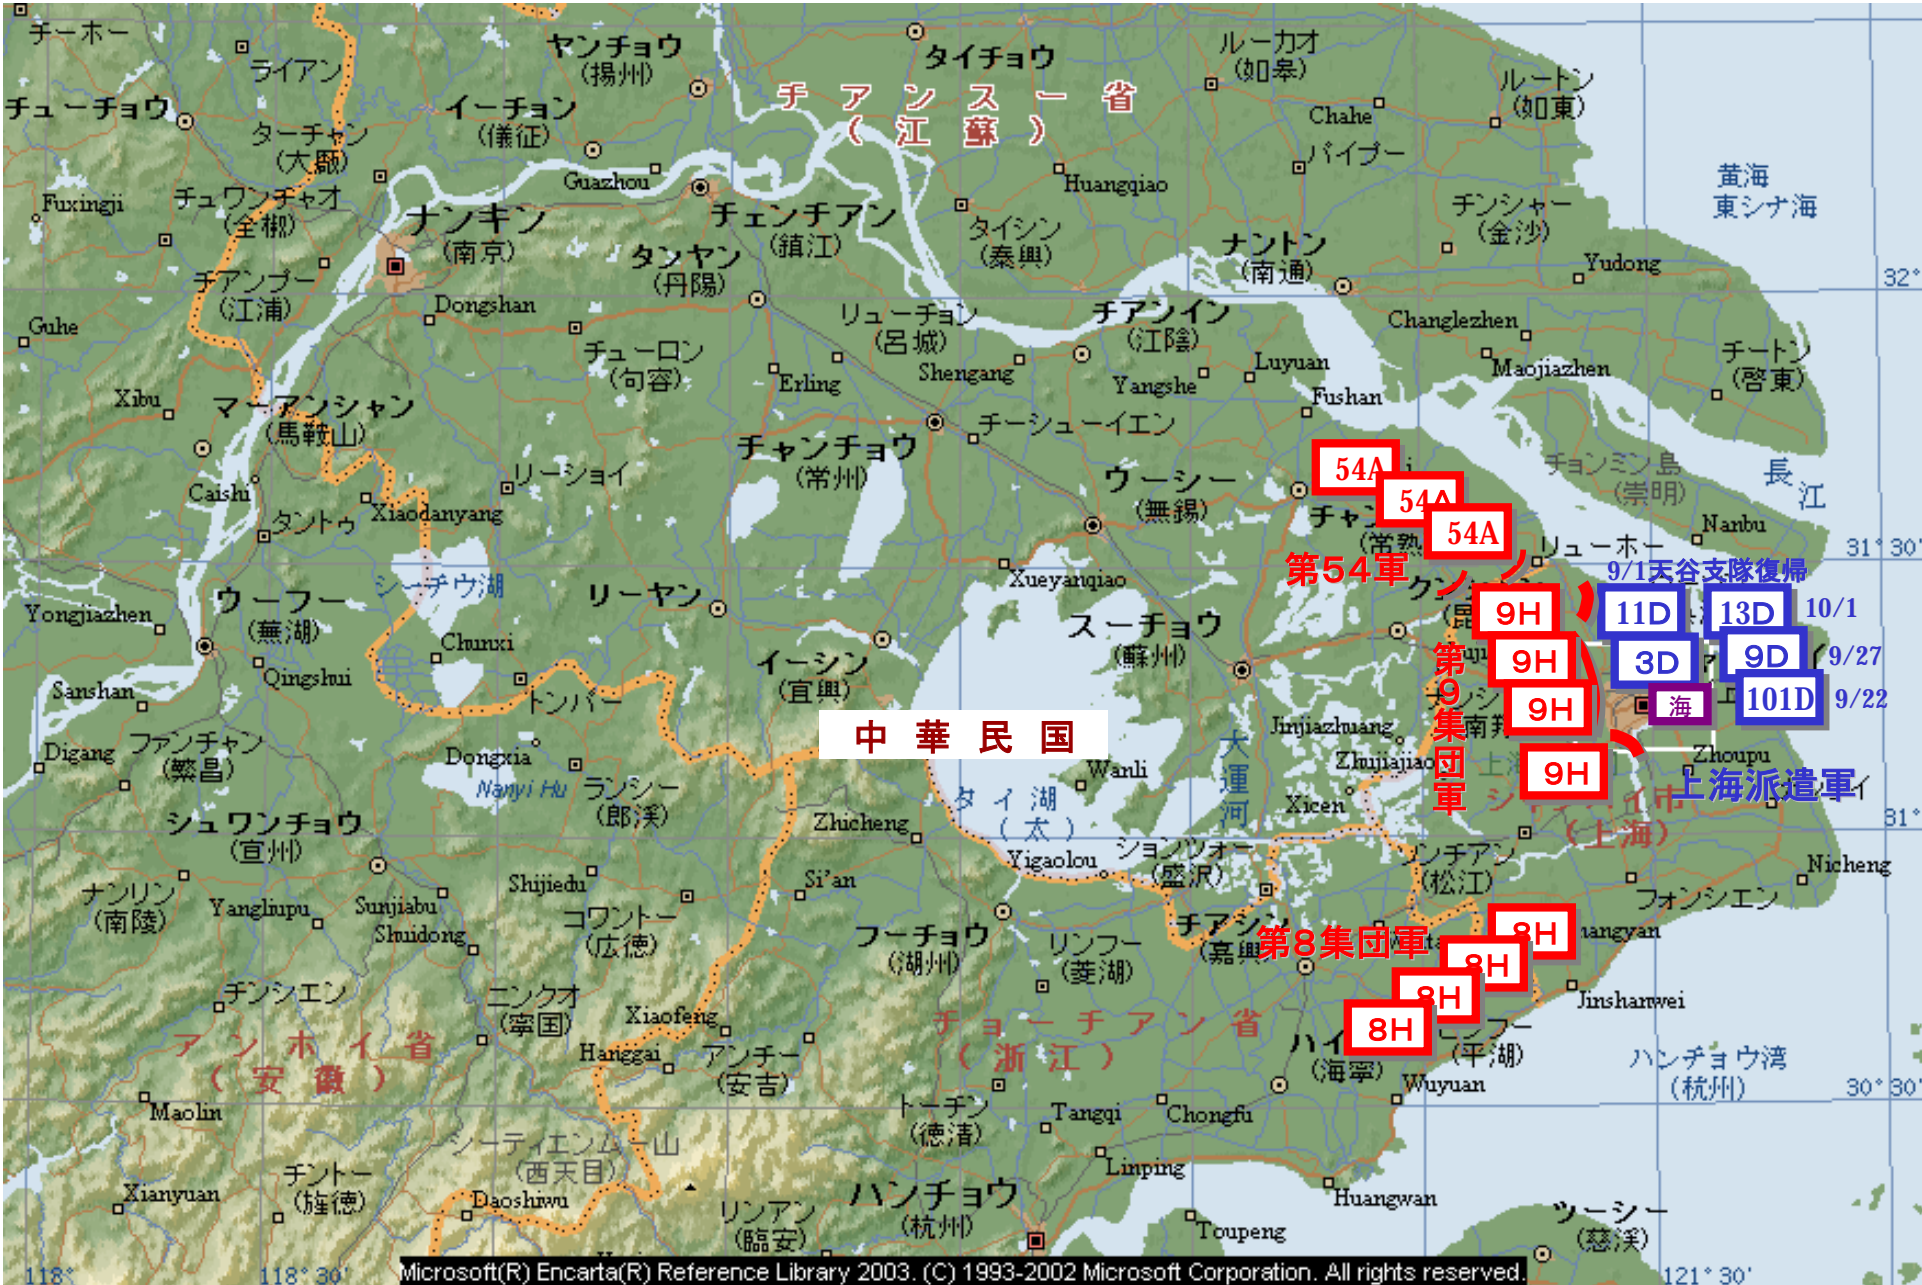 チーホー
ライアン
ヤンチョウ
(揚州)
タイチョウ
ルーカオ
(如皋)
ルートン
(如東)
チューチョウ
イーチョン
(儀征)
チアンスー省
(江蘇)
Chahe
パイプー
ターチャン
(大厰)
Guazhou
Huangqiao
黄海
東シナ海
Fuxingji
チュワンチャオ
(全椒)
ナンキン
(南京)
チェンチアン
(鎮江)
タイシン
(泰興)
チンシャー
(金沙)
タンヤン
(丹陽)
ナントン
(南通)
Yudong
32°
チアンプー
(江浦)
Dongshan
リューチョン
(呂城)
チアンイン
(江陰)
Changlezhen
Guhe
チューロン
(句容)
Erling
Shengang
Yangshe
Luyuan
Maojiazhen
チートン
(啓東)
Xibu
マーアンシャン
(馬鞍山)
Fushan
チャンチョウ
(常州)
チーシューイエン
Caishi
リーショイ
ウーシー
(無錫)
54A
54A
54A
チョンミン島
(崇明)
長江
タントゥ
Xiaodanyang
(常熟
Nanbu
31°30'
リューホー
第54軍
9/1天谷支隊復帰
シーチウ湖
Xueyanqiao
Yongjiazhen
ウーフー
(蕪湖)
リーヤン
スーチョウ
(蘇州)
9H
11D
13D
10/1
Chunxi
イーシン
(宜興)
9H
3D
9D
9/27
第9集団軍
Qingshui
Sanshan
トンパー
9H
海
101D
9/22
中華民国
Jinjiazhuang
南翔
Digang
ファンチャン
(繁昌)
Dongxia
Nanyi Hu
ランシー
(郎渓)
Wanli
大運河
Zhujiajiao
9H
Zhoupu
上海派遣軍
タイ湖
(太)
Xicen
シャンハイ市
(上海)
シュワンチョウ
(宣州)
Zhicheng
31°
Yigaolou
ションツォー
(盛沢)
ンチアン
(松江)
Nicheng
ナンリン
(南陵)
Yangliupu
Sunjiabu
Shuidong
Shijiedu
コワントー
(広徳)
Si'an
フォンシエン
フーチョウ
(湖州)
リンフー
(菱湖)
チアシン
(嘉興
第8集団軍
8H
uangyan
8H
チンシエン
ニンクオ
(寧国)
Xiaofeng
8H
Jinshanwei
アンホイ省
(安徽)
Hanggai
アンチー
(安吉)
チョーチアン省
(浙江)
8H
ハイ
(海寧)
ピンフー
(平湖)
ハンチョウ湾
(杭州)
Wuyuan
30°30'
Maolin
トーチン
(徳清)
Tangqi
Chongfu
シーティエンムー山
(西天目)
チントー
(旌徳)
Linping
Xianyuan
Daoshiwu
リンアン
(臨安)
ハンチョウ
(杭州)
Huangwan
Toupeng
ツーシー
(慈渓)
118°
118°30'
Microsoft(R) Encarta(R) Reference Library 2003. (C) 1993-2002 Microsoft Corporation. All rights reserved.
121°30'